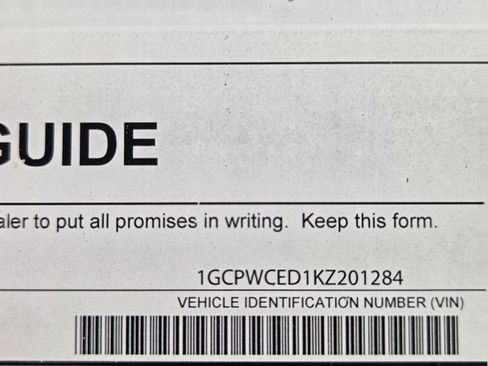 GUIDE
aler to put all promises in writing. Keep this form.
1GCPWCED1KZ201284
VEHICLE IDENTIFICATION NUMBER (VIN)